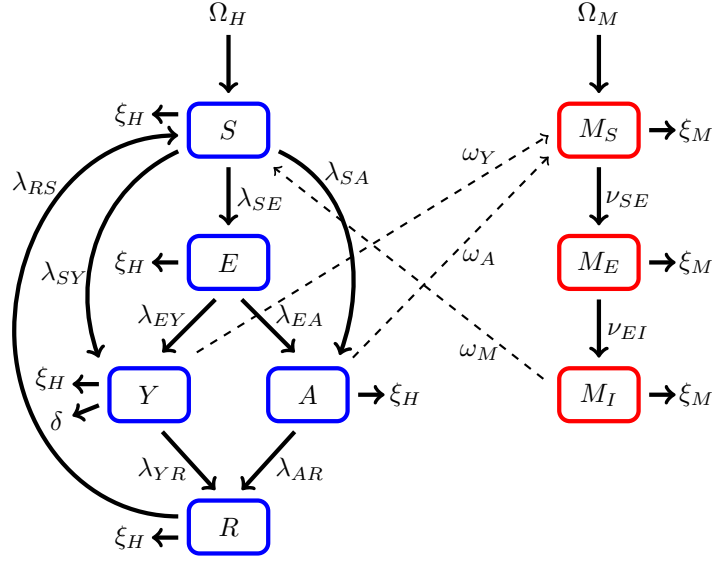 Ω_H Ω_M
ξ_H S M_S ξ_M
λ_RS λ_SA ω_Y
λ_SE ν_SE
ξ_H E M_E ξ_M
λ_SY ω_A
λ_EY λ_EA ν_EI
ω_M
ξ_H Y A ξ_H M_I ξ_M
δ
λ_YR λ_AR
ξ_H R